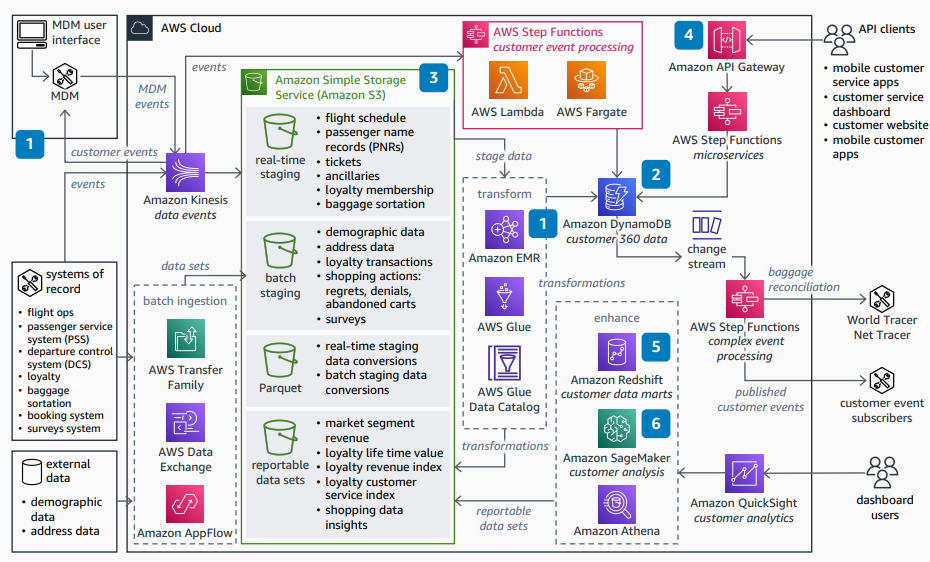 MDM user
interface
MDM
1
AWS Cloud
events
MDM
events
customer events
events
Amazon Kinesis
data events
data sets
systems of
record
• flight ops
• passenger service
system (PSS)
• departure control
system (DCS)
• loyalty
• baggage
sortation
• booking system
• surveys system
external
data
• demographic
data
• address data
batch ingestion
AWS Transfer
Family
AWS Data
Exchange
Amazon AppFlow
Amazon Simple Storage
Service (Amazon S3)
3
real-time
staging
• flight schedule
• passenger name
records (PNRs)
• tickets
• ancillaries
• loyalty membership
• baggage sortation
batch
staging
• demographic data
• address data
• loyalty transactions
• shopping actions:
regrets, denials,
abandoned carts
• surveys
Parquet
• real-time staging
data conversions
• batch staging data
conversions
reportable
data sets
• market segment
revenue
• loyalty life time value
• loyalty revenue index
• loyalty customer
service index
• shopping data
insights
AWS Step Functions
customer event processing
AWS Lambda
AWS Fargate
stage data
transform
Amazon EMR
1
AWS Glue
AWS Glue
Data Catalog
transformations
transformations
reportable
data sets
2
Amazon DynamoDB
customer 360 data
enhance
5
Amazon Redshift
customer data marts
6
Amazon SageMaker
customer analysis
Amazon Athena
4
Amazon API Gateway
AWS Step Functions
microservices
API clients
• mobile customer
service apps
• customer service
dashboard
• customer website
• mobile customer
apps
change
stream
baggage
reconciliation
AWS Step Functions
complex event
processing
World Tracer
Net Tracer
published
customer events
customer event
subscribers
Amazon QuickSight
customer analytics
dashboard
users